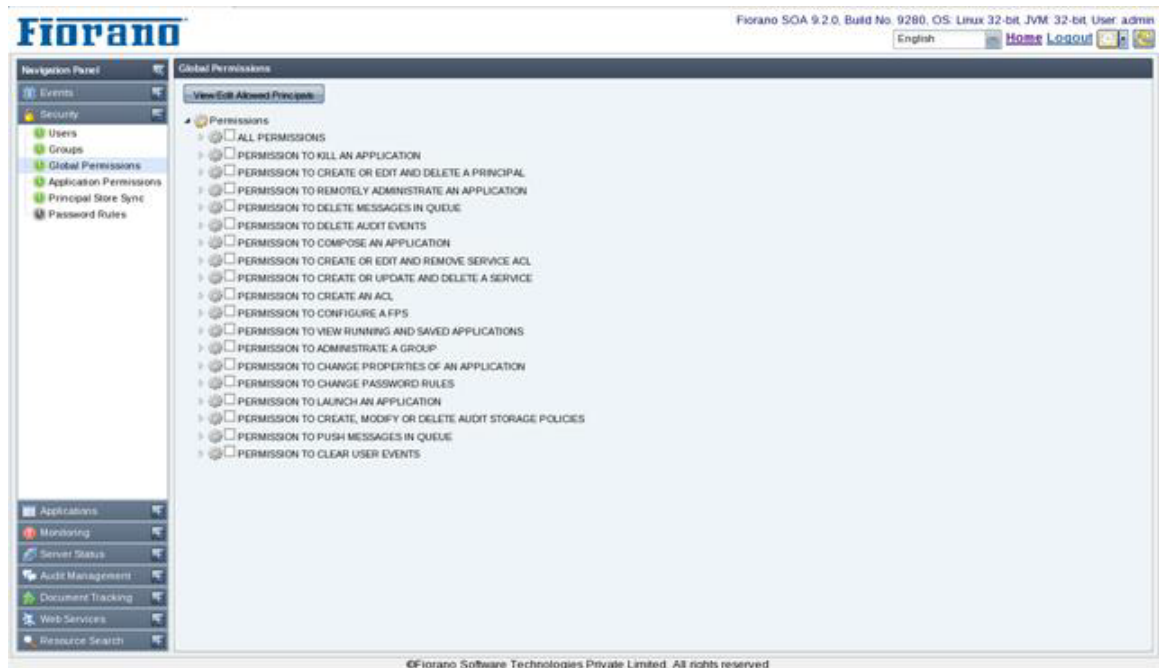 Fiorano
Fiorano SOA 9.2.0, Build No. 9280, OS: Linux 32-bit, JVM: 32-bit, User: admin
English
Home Logout
Navigation Panel
Events
Security
Users
Groups
Global Permissions
Application Permissions
Principal Store Sync
Password Rules
Applications
Monitoring
Server Status
Audit Management
Document Tracking
Web Services
Resource Search
Global Permissions
View/Edit Allowed Principals
Permissions
ALL PERMISSIONS
PERMISSION TO KILL AN APPLICATION
PERMISSION TO CREATE OR EDIT AND DELETE A PRINCIPAL
PERMISSION TO REMOTELY ADMINISTRATE AN APPLICATION
PERMISSION TO DELETE MESSAGES IN QUEUE
PERMISSION TO DELETE AUDIT EVENTS
PERMISSION TO COMPOSE AN APPLICATION
PERMISSION TO CREATE OR EDIT AND REMOVE SERVICE ACL
PERMISSION TO CREATE OR UPDATE AND DELETE A SERVICE
PERMISSION TO CREATE AN ACL
PERMISSION TO CONFIGURE A FPS
PERMISSION TO VIEW RUNNING AND SAVED APPLICATIONS
PERMISSION TO ADMINISTRATE A GROUP
PERMISSION TO CHANGE PROPERTIES OF AN APPLICATION
PERMISSION TO CHANGE PASSWORD RULES
PERMISSION TO LAUNCH AN APPLICATION
PERMISSION TO CREATE, MODIFY OR DELETE AUDIT STORAGE POLICIES
PERMISSION TO PUSH MESSAGES IN QUEUE
PERMISSION TO CLEAR USER EVENTS
©Fiorano Software Technologies Private Limited. All rights reserved